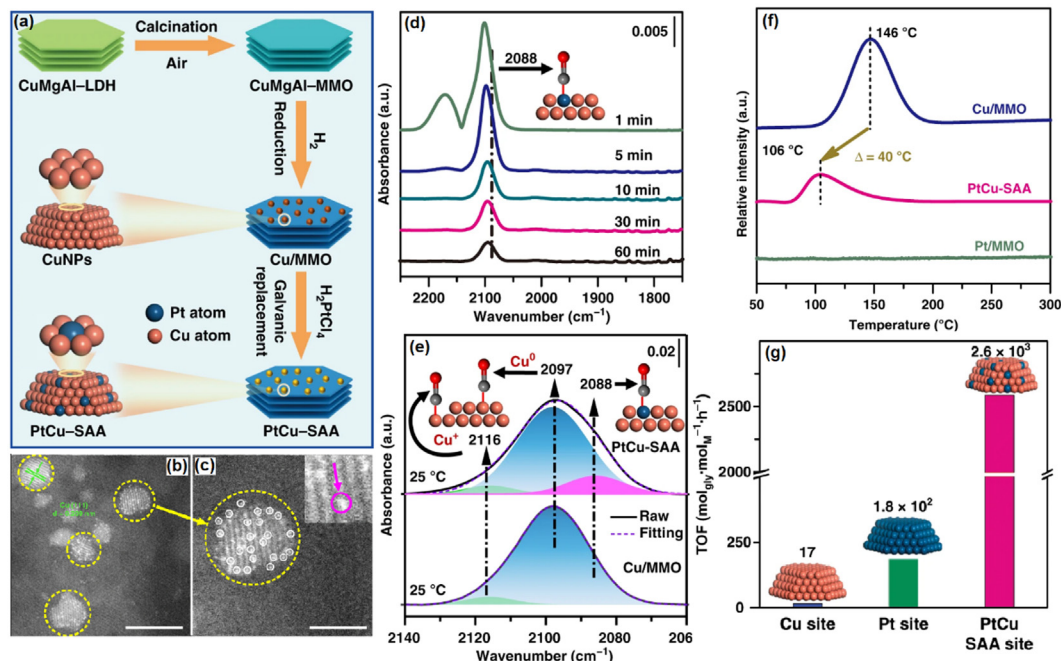 (a)
Calcination
Air
CuMgAl–LDH
CuMgAl–MMO
H₂
Reduction
CuNPs
Cu/MMO
H₂PtCl₄
Galvanic
replacement
Pt atom
Cu atom
PtCu–SAA
PtCu–SAA
(b)
(c)
(d)
0.005
2088
1 min
5 min
10 min
30 min
60 min
Absorbance (a.u.)
2200 2100 2000 1900 1800
Wavenumber (cm⁻¹)
(e)
0.02
Cu⁰
2097
2088
Cu⁺
2116
PtCu-SAA
25 °C
Raw
Fitting
Cu/MMO
25 °C
Absorbance (a.u.)
2140 2120 2100 2080 206
Wavenumber (cm⁻¹)
(f)
146 °C
Cu/MMO
106 °C
Δ = 40 °C
PtCu-SAA
Pt/MMO
Relative intensity (a.u.)
50 100 150 200 250 300
Temperature (°C)
(g)
2.6 × 10³
2500
2000
1.8 × 10²
250
17
0
TOF (mol_gly·mol_M⁻¹·h⁻¹)
Cu site
Pt site
PtCu
SAA site